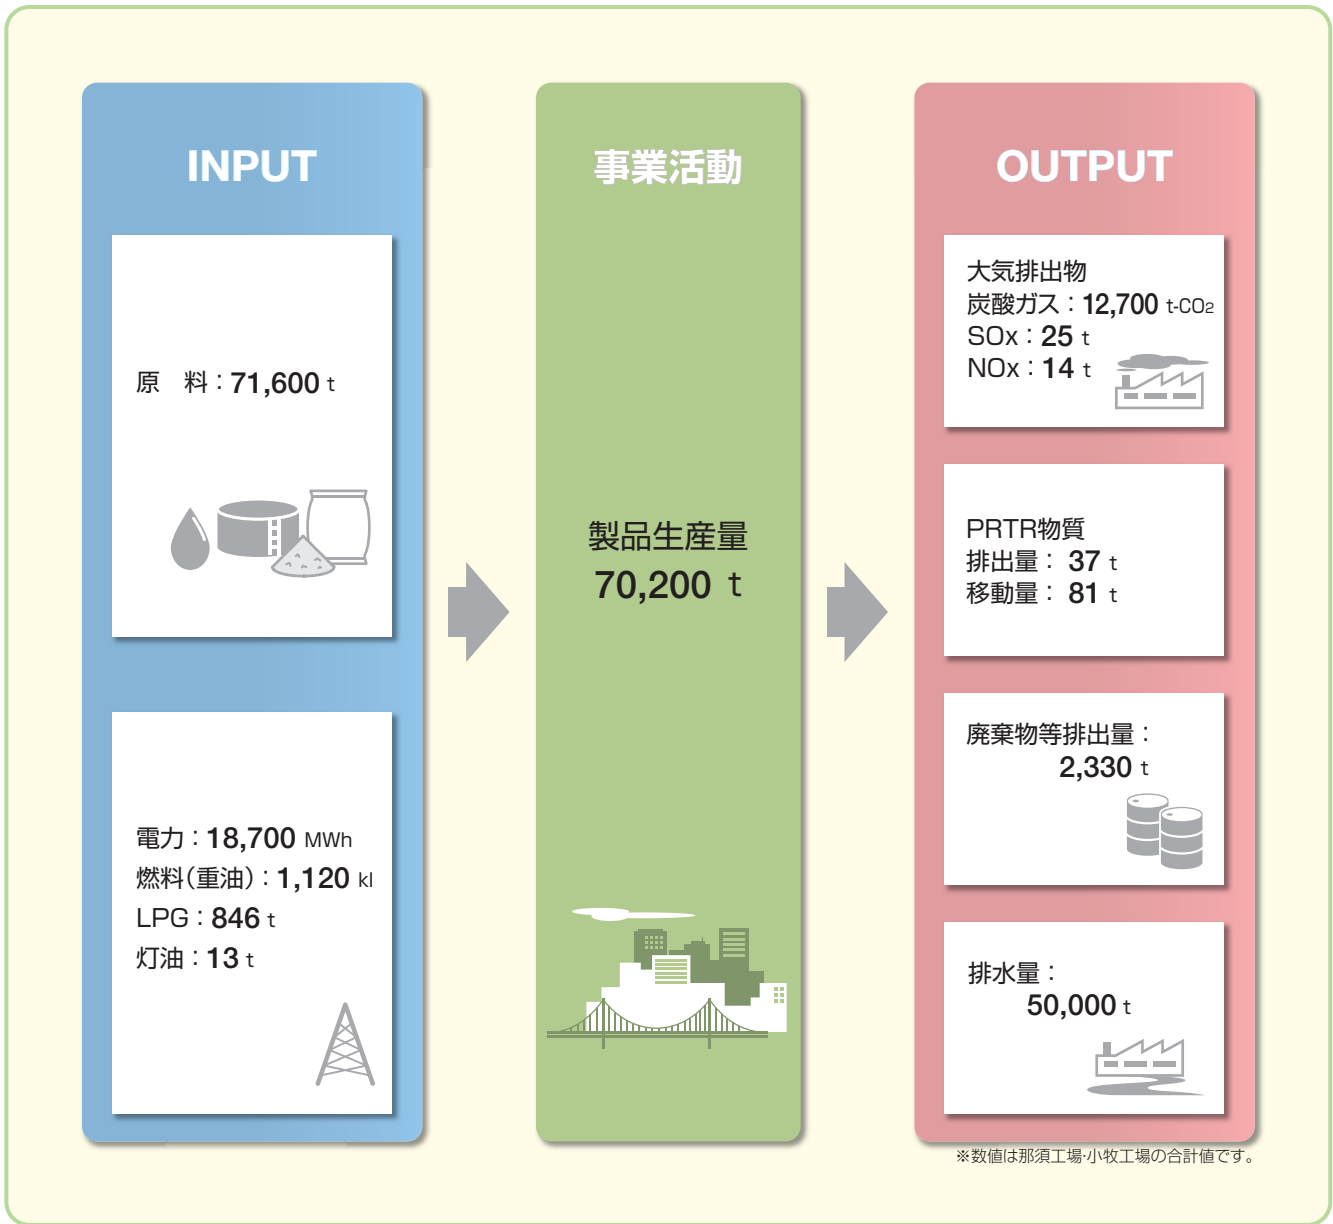 INPUT
原　料：71,600 t
電力：18,700 MWh
燃料（重油）：1,120 kl
LPG：846 t
灯油：13 t
事業活動
製品生産量
70,200 t
OUTPUT
大気排出物
炭酸ガス：12,700 t-CO2
SOx：25 t
NOx：14 t
PRTR物質
排出量： 37 t
移動量： 81 t
廃棄物等排出量：
2,330 t
排水量：
50,000 t
※数値は那須工場・小牧工場の合計値です。